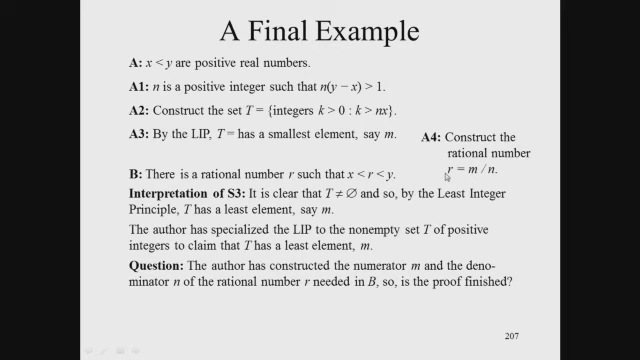 A Final Example
A: x < y are positive real numbers.
A1: n is a positive integer such that n(y − x) > 1.
A2: Construct the set T = {integers k > 0 : k > nx}.
A3: By the LIP, T = has a smallest element, say m.
A4: Construct the
rational number
r = m / n.
B: There is a rational number r such that x < r < y.
Interpretation of S3: It is clear that T ≠ ∅ and so, by the Least Integer
Principle, T has a least element, say m.
The author has specialized the LIP to the nonempty set T of positive
integers to claim that T has a least element, m.
Question: The author has constructed the numerator m and the deno-
minator n of the rational number r needed in B, so, is the proof finished?
207